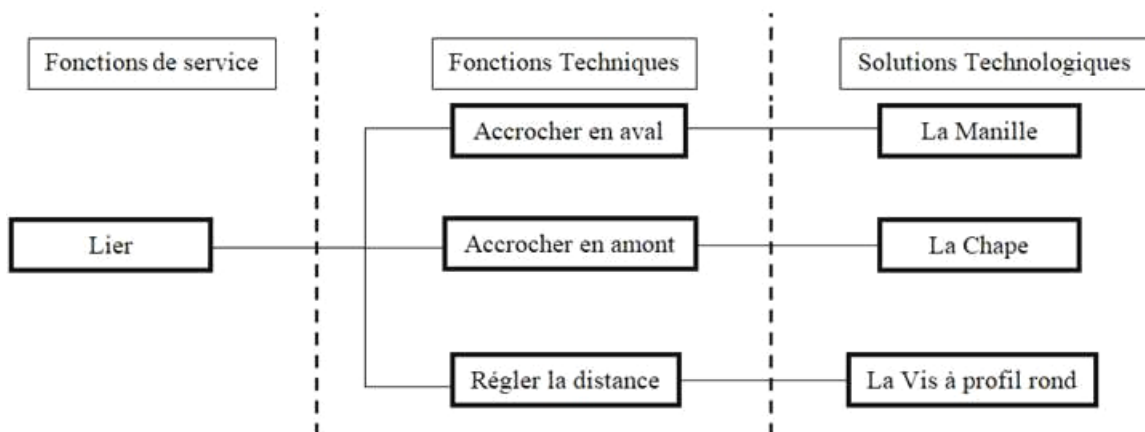 Fonctions de service
Fonctions Techniques
Solutions Technologiques
Accrocher en aval
La Manille
Lier
Accrocher en amont
La Chape
Régler la distance
La Vis à profil rond